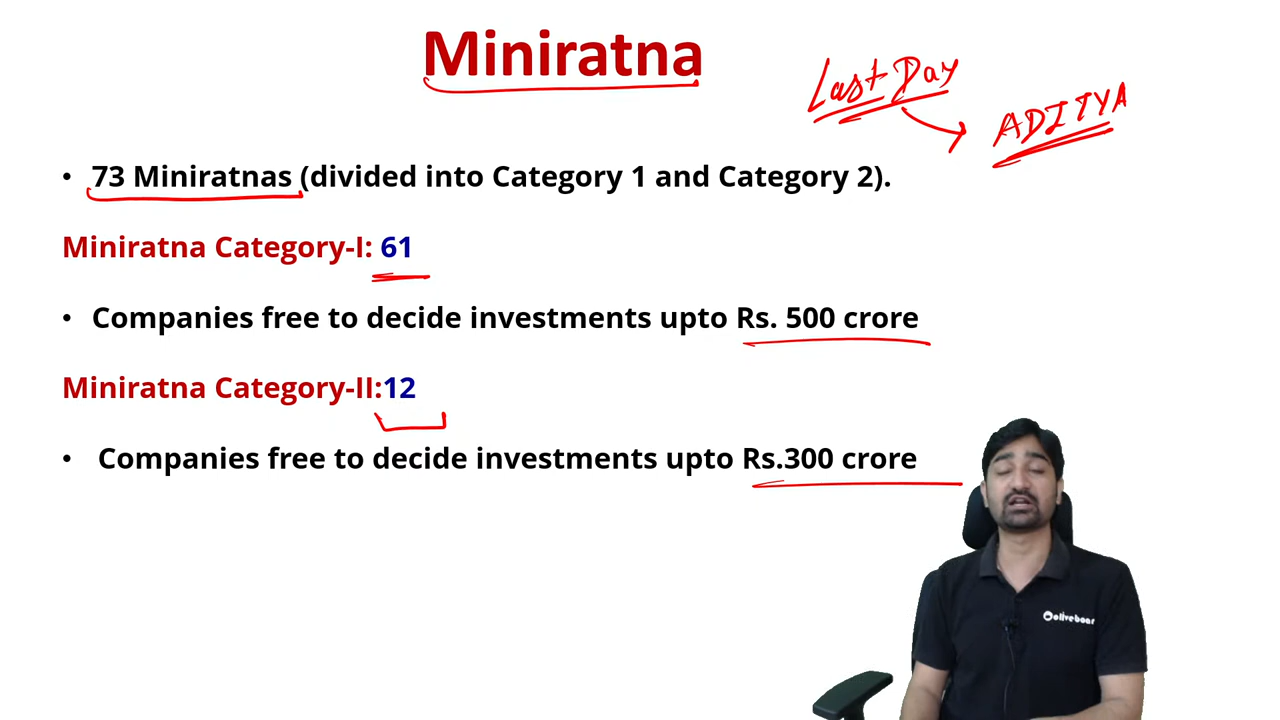 Miniratna
Last Day
ADITYA
• 73 Miniratnas (divided into Category 1 and Category 2).
Miniratna Category-I: 61
• Companies free to decide investments upto Rs. 500 crore
Miniratna Category-II:12
• Companies free to decide investments upto Rs.300 crore
oliveboar